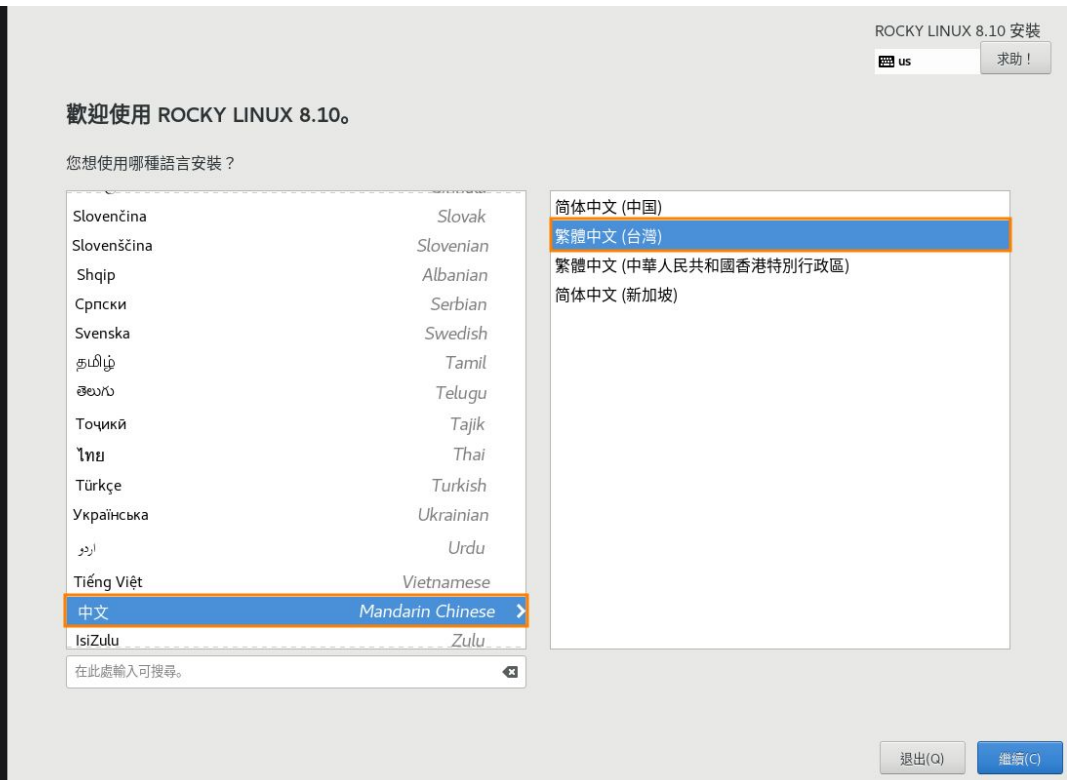 ROCKY LINUX 8.10 安裝
us
求助！
歡迎使用 ROCKY LINUX 8.10。
您想使用哪種語言安裝？
Slovenčina Slovak
Slovenščina Slovenian
Shqip Albanian
Српски Serbian
Svenska Swedish
தமிழ் Tamil
తెలుగు Telugu
Тоҷикӣ Tajik
ไทย Thai
Türkçe Turkish
Українська Ukrainian
اردو Urdu
Tiếng Việt Vietnamese
中文 Mandarin Chinese
IsiZulu Zulu
在此處輸入可搜尋。
简体中文 (中国)
繁體中文 (台灣)
繁體中文 (中華人民共和國香港特別行政區)
简体中文 (新加坡)
退出(Q)
繼續(C)